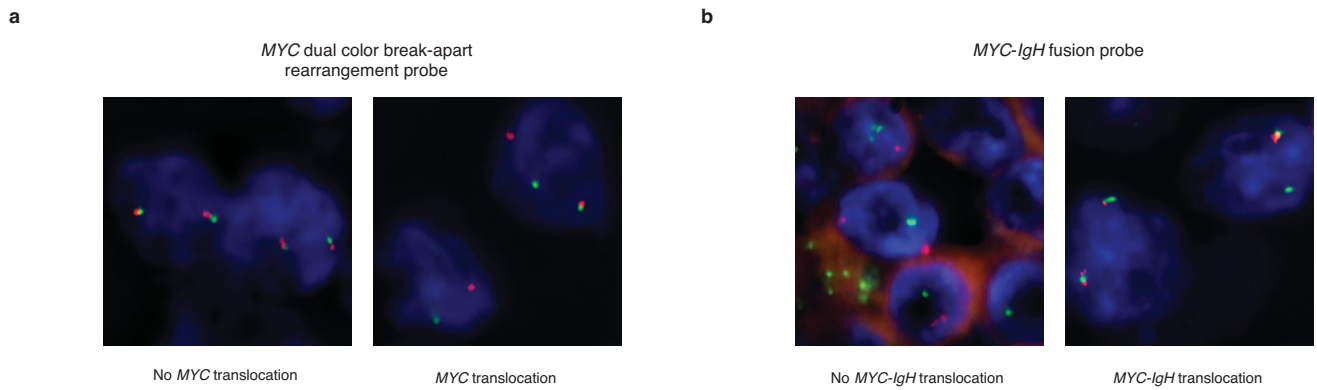 a
MYC dual color break-apart
rearrangement probe
No MYC translocation
MYC translocation
b
MYC-IgH fusion probe
No MYC-IgH translocation
MYC-IgH translocation